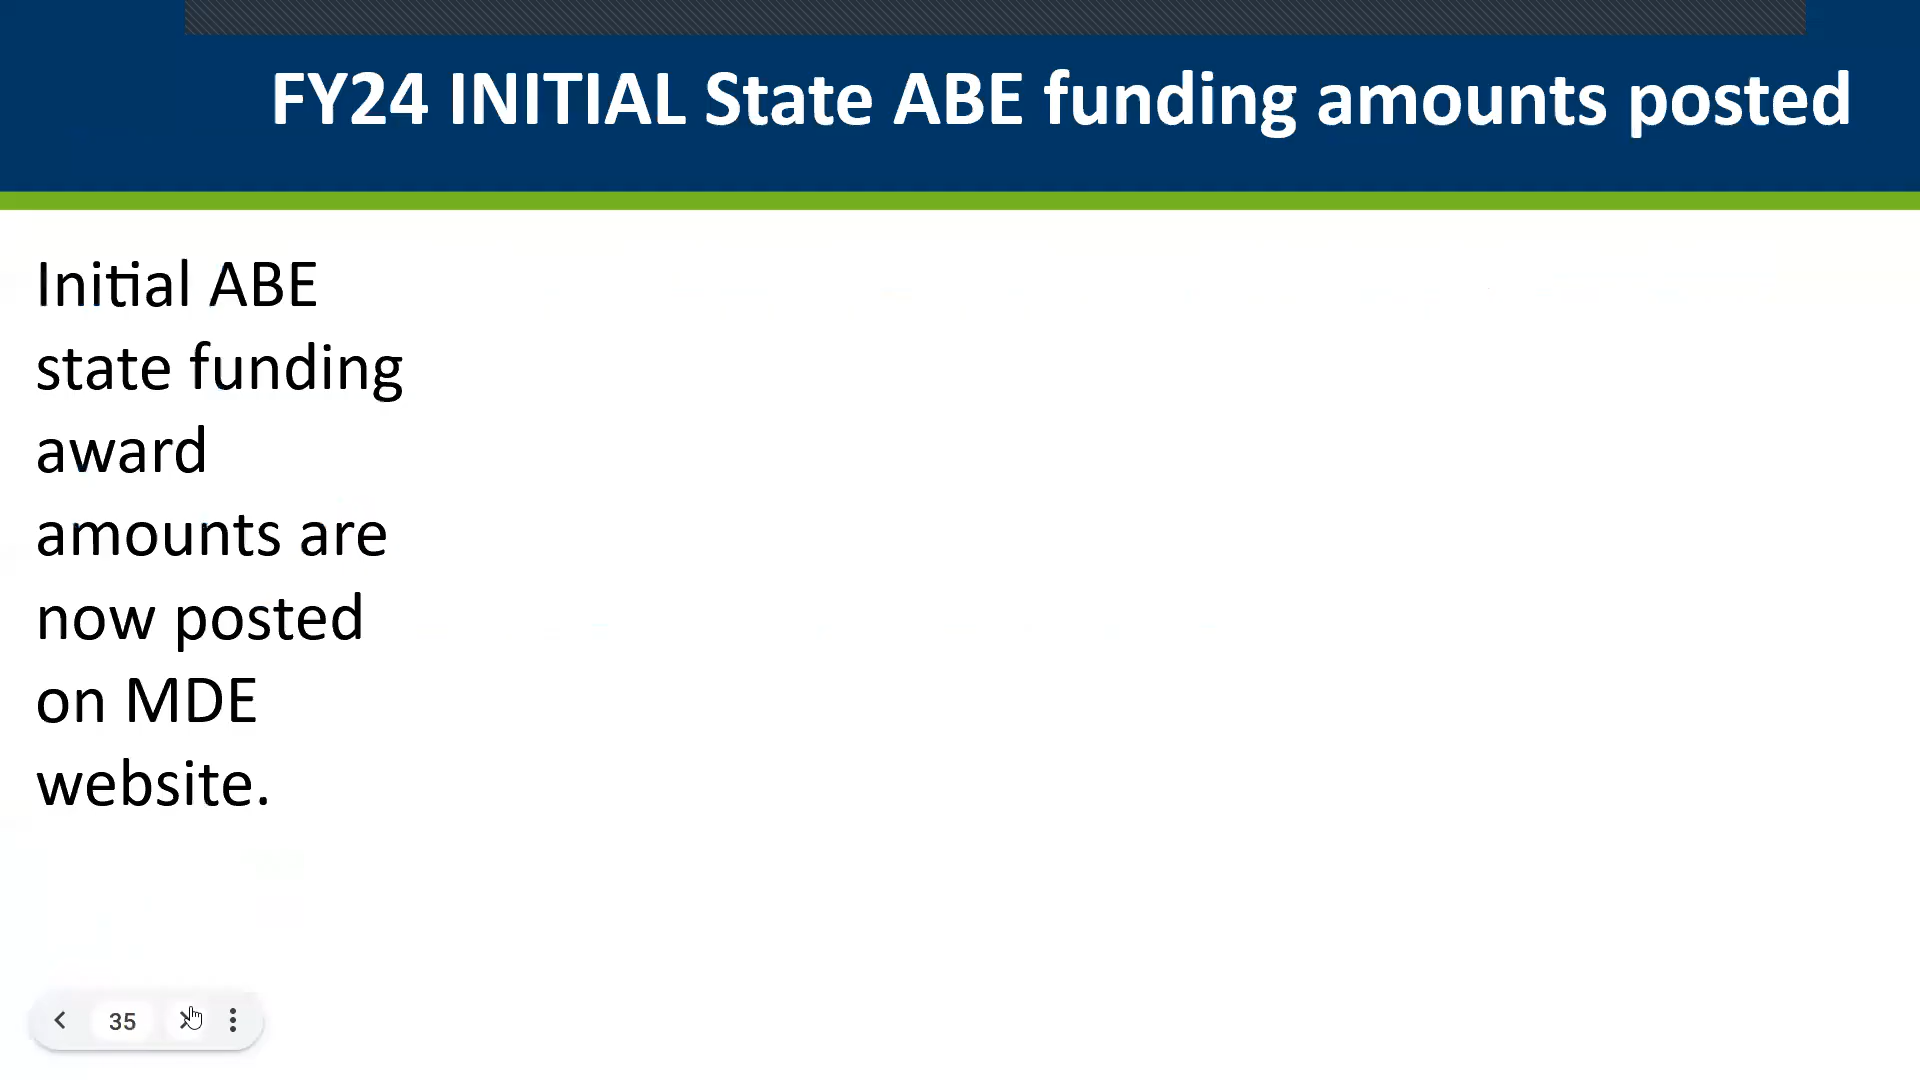 FY24 INITIAL State ABE funding amounts posted
Initial ABE
state funding
award
amounts are
now posted
on MDE
website.
35